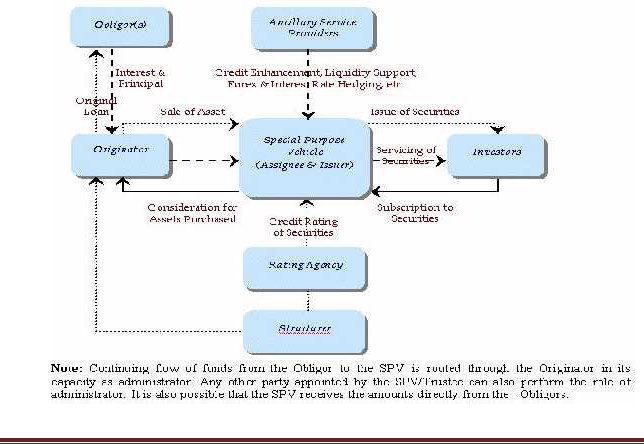 Obligor(s)
Ancillary Service
Providers
Interest &
Principal
Credit Enhancement, Liquidity Support,
Forex & Interest Rate Hedging, etc
Original
Loan
Sale of Asset
Issue of Securities
Originator
Special Purpose
Vehicle
(Assignee & Issuer)
Servicing of
Securities
Investors
Consideration for
Assets Purchased
Subscription to
Securities
Credit Rating
of Securities
Rating Agency
Structurer
Note: Continuing flow of funds from the Obligor to the SPV is routed through the Originator in its
capacity as administrator. Any other party appointed by the SPV/Trustee can also perform the role of
administrator. It is also possible that the SPV receives the amounts directly from the Obligors.